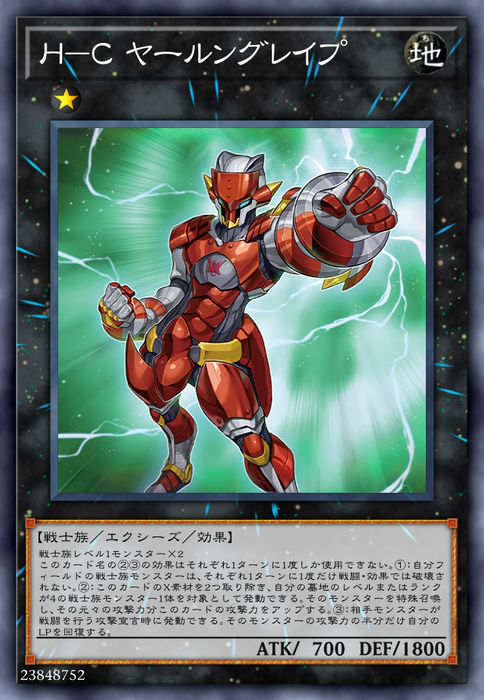 H-C ヤールングレイプ
ち
地
【戦士族／エクシーズ／効果】
戦士族レベル1モンスター×2
このカード名の②③の効果はそれぞれ1ターンに1度しか使用できない。①：自分フ
ィールドの戦士族モンスターは、それぞれ1ターンに1度だけ戦闘・効果では破壊さ
れない。②：このカードのX素材を2つ取り除き、自分の墓地のレベルまたはランク
が4の戦士族モンスター1体を対象として発動できる。そのモンスターを特殊召喚
し、その元々の攻撃力分このカードの攻撃力をアップする。③：相手モンスターが
戦闘を行う攻撃宣言時に発動できる。そのモンスターの攻撃力の半分だけ自分の
LPを回復する。
ATK/ 700 DEF/1800
23848752